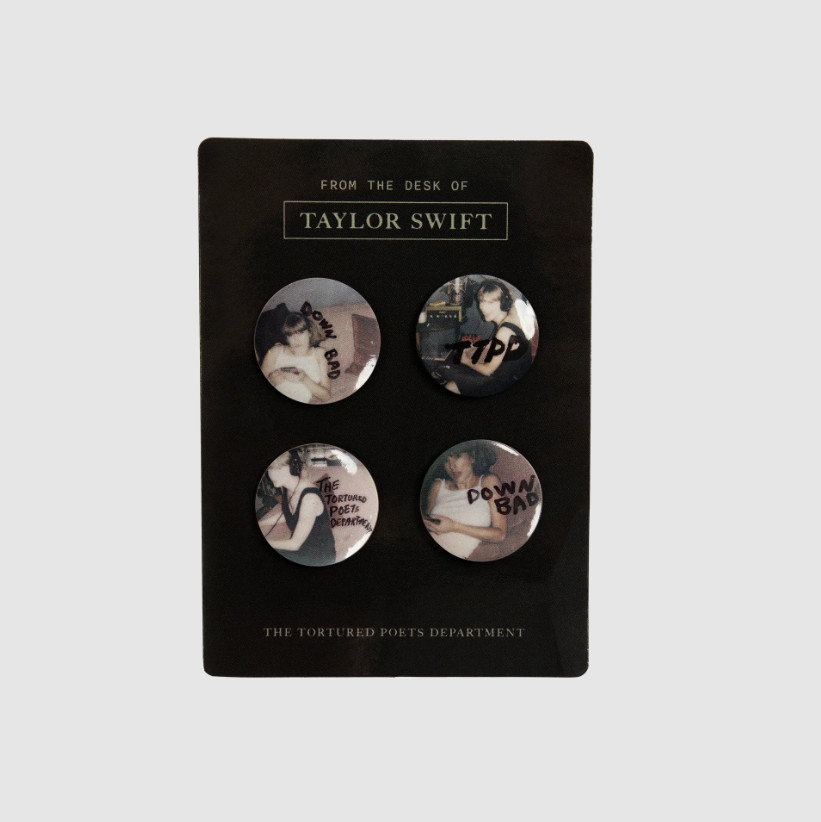 FROM THE DESK OF
TAYLOR SWIFT
DOWN
BAD
TTPD
THE
TORTURED
POETS
DEPARTMENT
DOWN
BAD
THE TORTURED POETS DEPARTMENT